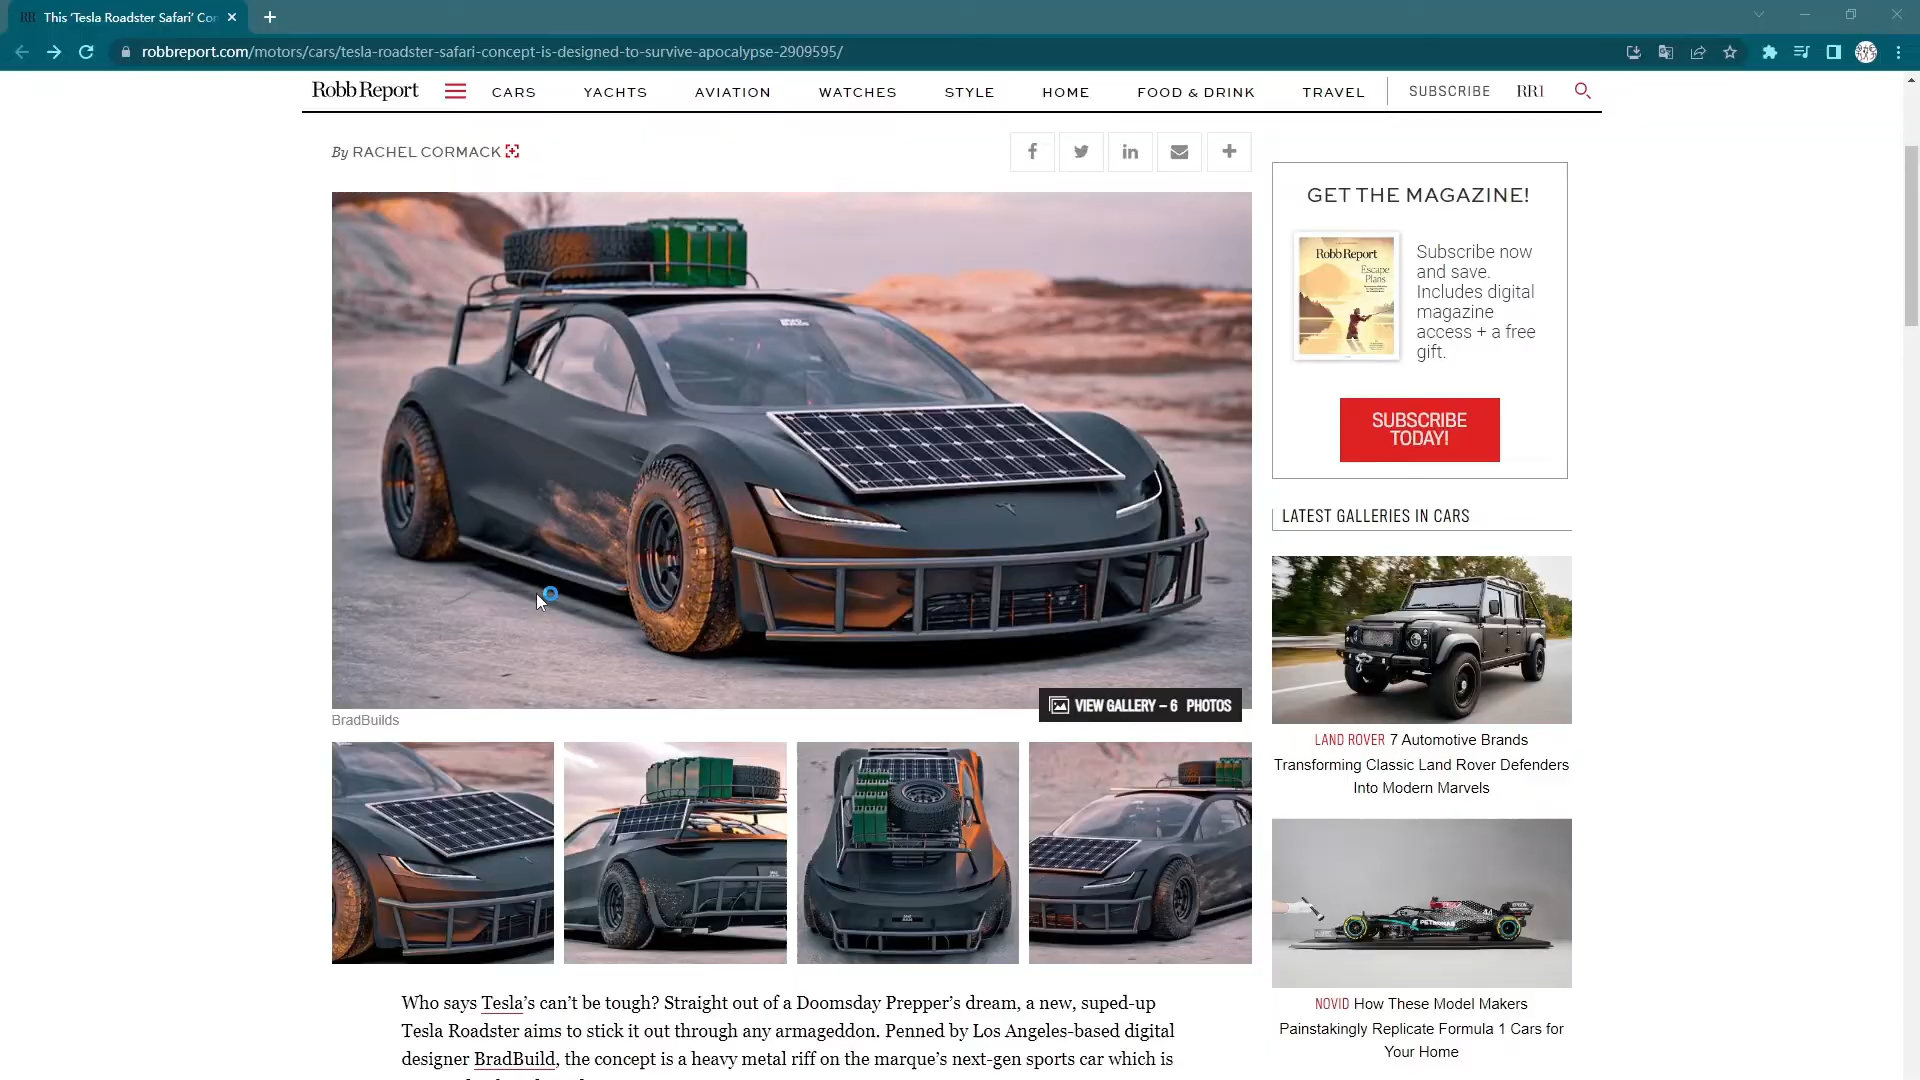 This 'Tesla Roadster Safari' Con
robbreport.com/motors/cars/tesla-roadster-safari-concept-is-designed-to-survive-apocalypse-2909595/
Robb Report
CARS
YACHTS
AVIATION
WATCHES
STYLE
HOME
FOOD & DRINK
TRAVEL
SUBSCRIBE
RR1
By RACHEL CORMACK
GET THE MAGAZINE!
Robb Report
Escape
Plans
Subscribe now
and save.
Includes digital
magazine
access + a free
gift.
SUBSCRIBE
TODAY!
VIEW GALLERY – 6 PHOTOS
BradBuilds
LATEST GALLERIES IN CARS
LAND ROVER 7 Automotive Brands
Transforming Classic Land Rover Defenders
Into Modern Marvels
PETRONAS
44
NOVID How These Model Makers
Painstakingly Replicate Formula 1 Cars for
Your Home
Who says Tesla’s can’t be tough? Straight out of a Doomsday Prepper’s dream, a new, suped-up
Tesla Roadster aims to stick it out through any armageddon. Penned by Los Angeles-based digital
designer BradBuild, the concept is a heavy metal riff on the marque’s next-gen sports car which is